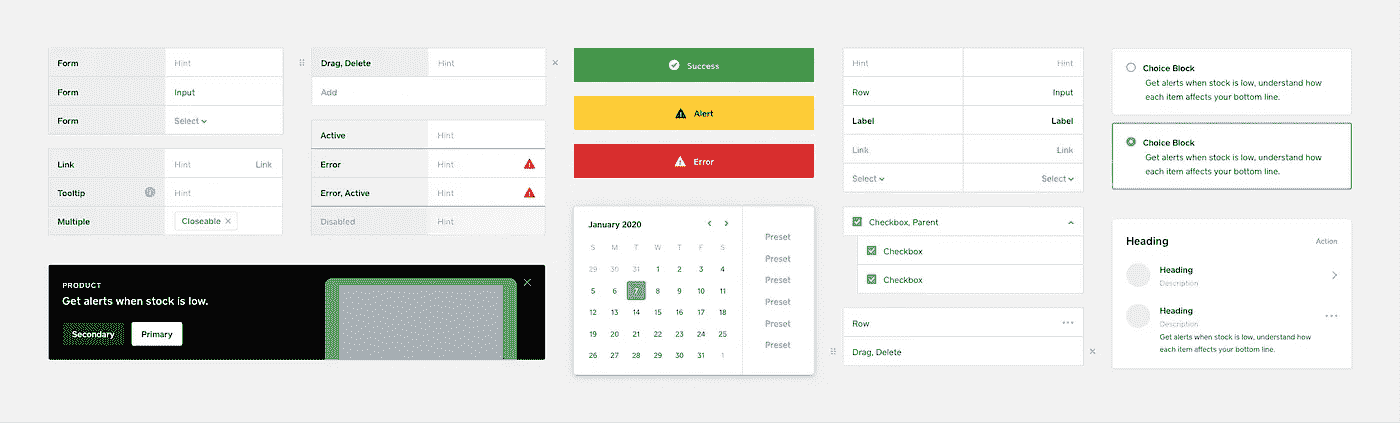 Form Hint
Form Input
Form Select
Link Hint Link
Tooltip Hint
Multiple Closeable
Drag, Delete Hint
Add
Active Hint
Error Hint
Error, Active Hint
Disabled Hint
PRODUCT
Get alerts when stock is low.
Secondary Primary
Success
Alert
Error
January 2020
S M T W T F S
29 30 31 1 2 3 4
5 6 7 8 9 10 11
12 13 14 15 16 17 18
19 20 21 22 23 24 25
26 27 28 29 30 31 1
Preset
Preset
Preset
Preset
Preset
Preset
Hint Hint
Row Input
Label Label
Link Link
Select Select
Checkbox, Parent
Checkbox
Checkbox
Row
Drag, Delete
Choice Block
Get alerts when stock is low, understand how
each item affects your bottom line.
Choice Block
Get alerts when stock is low, understand how
each item affects your bottom line.
Heading Action
Heading
Description
Heading
Description
Get alerts when stock is low, understand how
each item affects your bottom line.